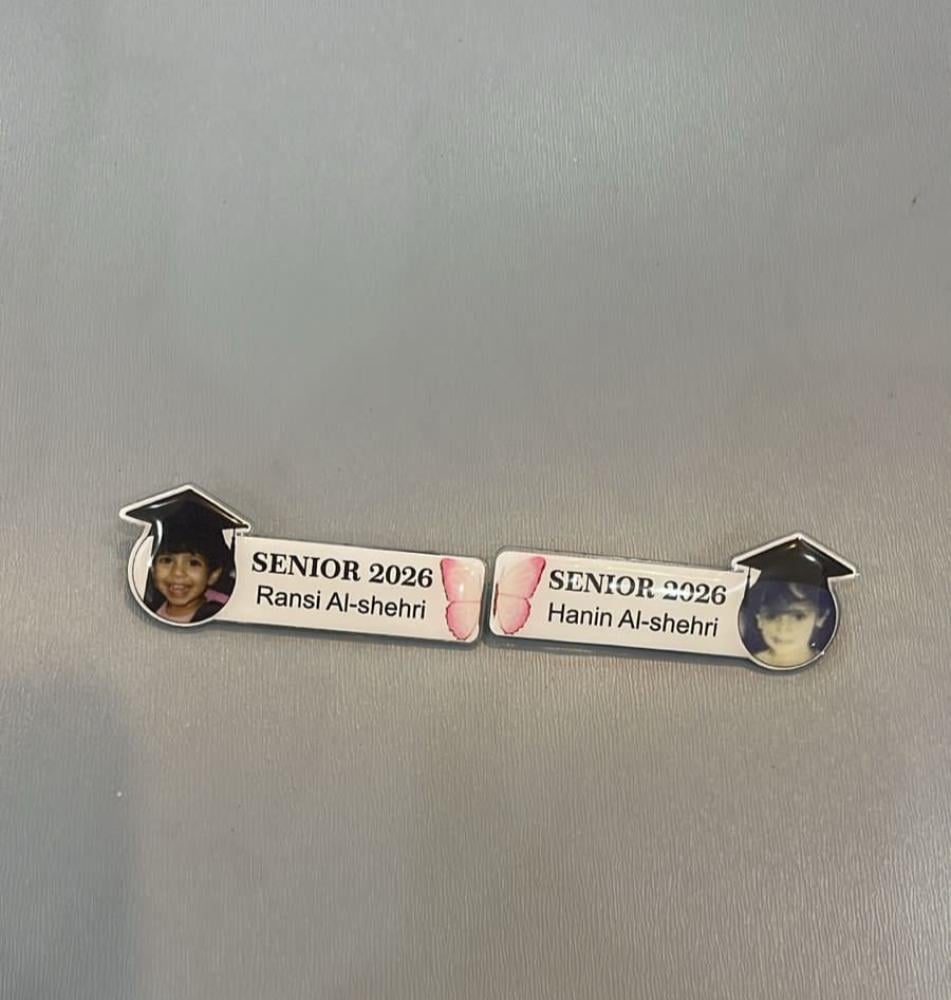 SENIOR 2026
Ransi Al-shehri
SENIOR 2026
Hanin Al-shehri